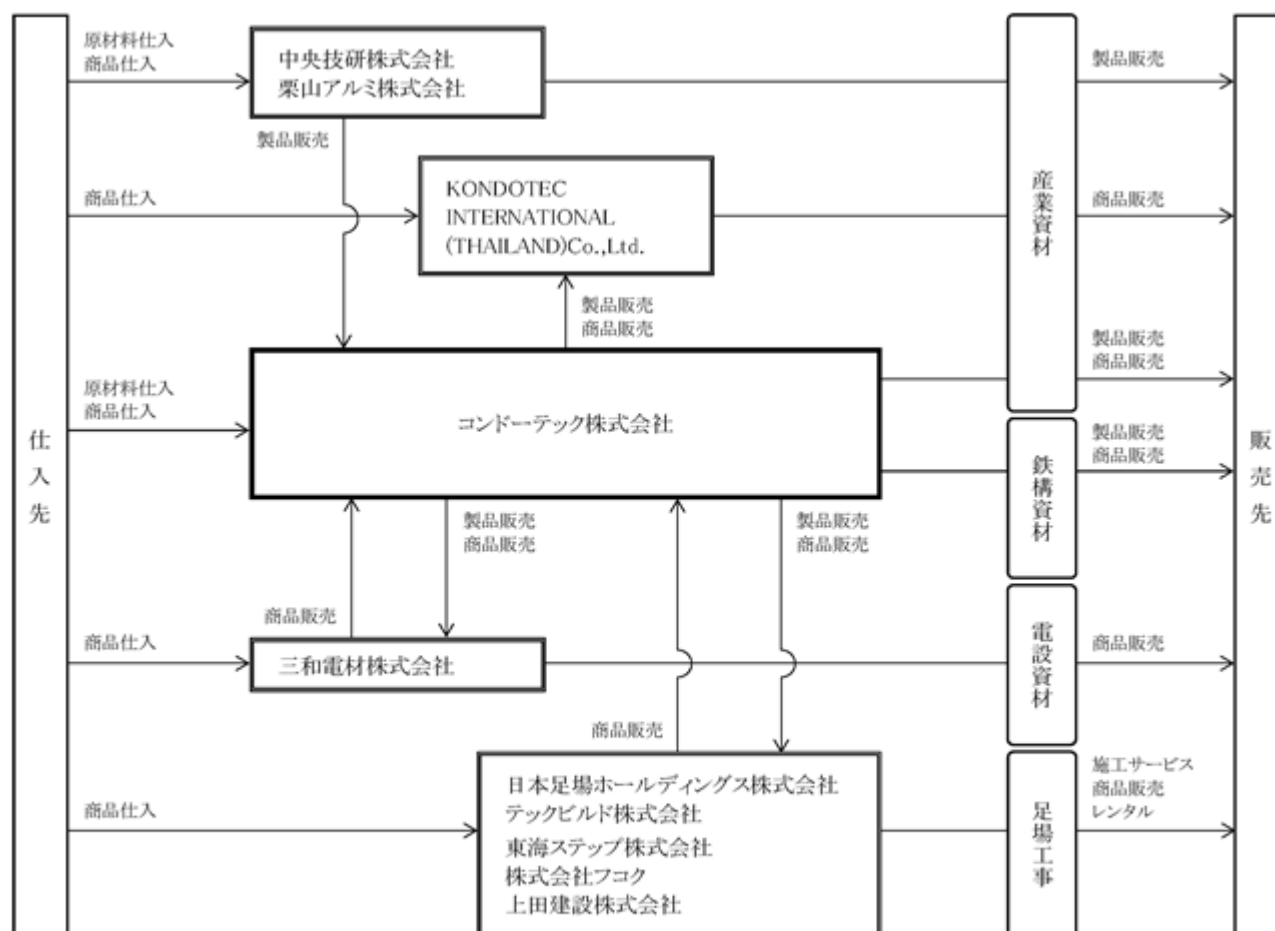 仕入先
原材料仕入
商品仕入
中央技研株式会社
栗山アルミ株式会社
製品販売
製品販売
商品仕入
KONDOTEC
INTERNATIONAL
(THAILAND)Co.,Ltd.
商品販売
産業資材
製品販売
商品販売
原材料仕入
商品仕入
コンドーテック株式会社
製品販売
商品販売
製品販売
商品販売
鉄構資材
販売先
製品販売
商品販売
製品販売
商品販売
商品販売
商品仕入
三和電材株式会社
電設資材
商品販売
商品販売
商品仕入
日本足場ホールディングス株式会社
テックビルド株式会社
東海ステップ株式会社
株式会社フコク
上田建設株式会社
足場工事
施工サービス
商品販売
レンタル